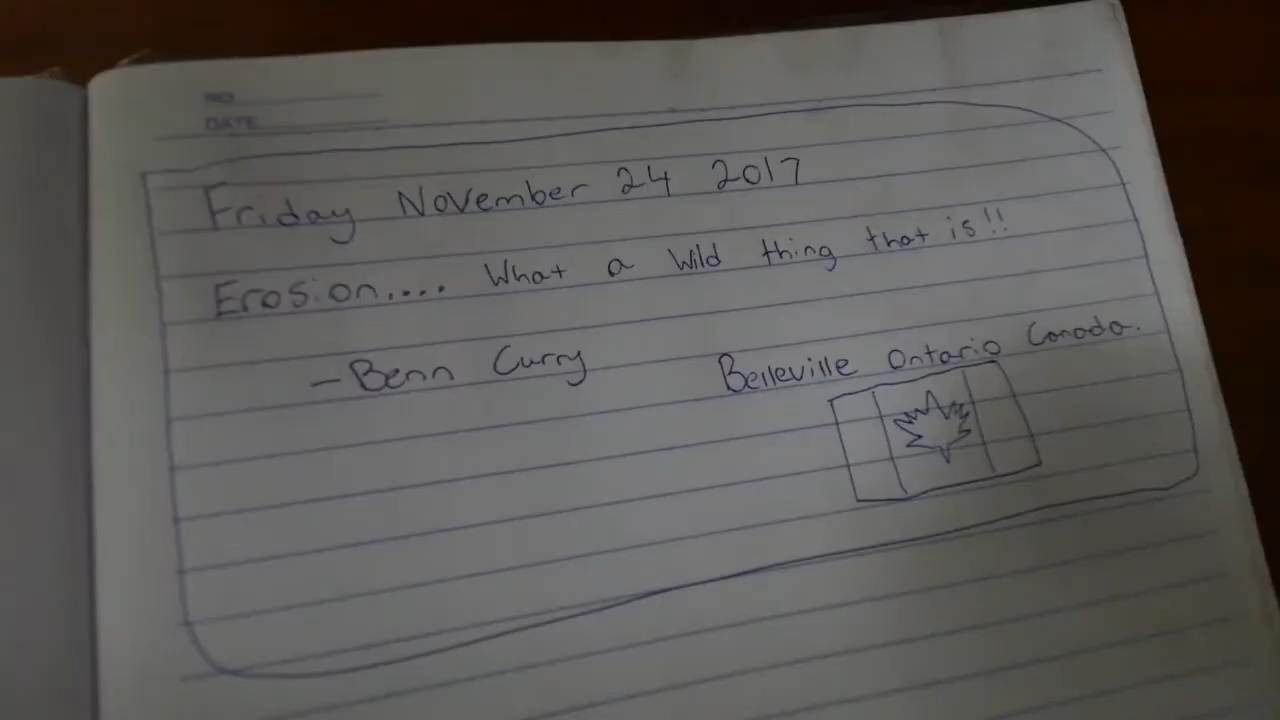 NO
DATE
Friday November 24 2017
Erosion.... What a wild thing that is!!
- Benn Curry Belleville Ontario Canada.